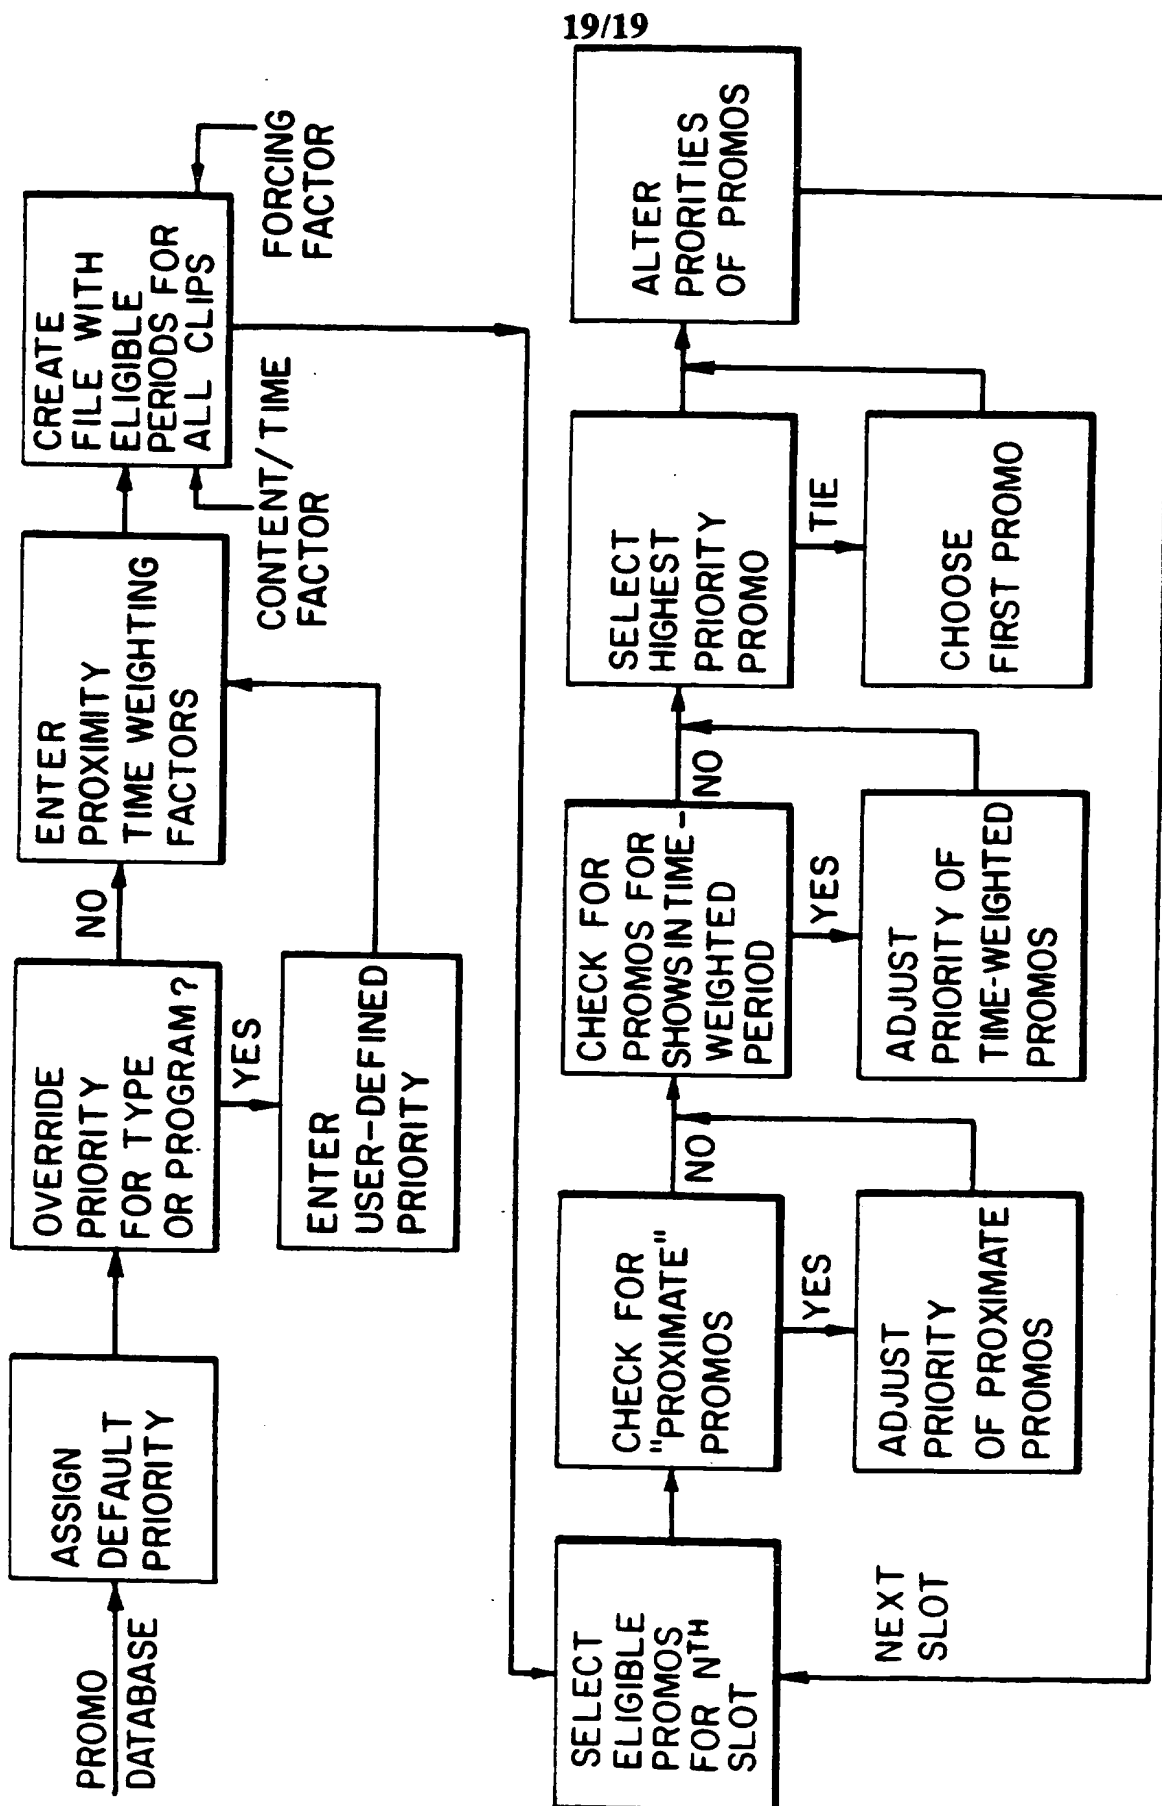 19/19
PROMO
DATABASE
ASSIGN
DEFAULT
PRIORITY
OVERRIDE
PRIORITY
FOR TYPE
OR PROGRAM?
NO
YES
ENTER
USER-DEFINED
PRIORITY
ENTER
PROXIMITY
TIME WEIGHTING
FACTORS
CREATE
FILE WITH
ELIGIBLE
PERIODS FOR
ALL CLIPS
CONTENT/TIME
FACTOR
FORCING
FACTOR
SELECT
ELIGIBLE
PROMOS
FOR NTH
SLOT
NEXT
SLOT
CHECK FOR
"PROXIMATE"
PROMOS
NO
YES
ADJUST
PRIORITY
OF PROXIMATE
PROMOS
CHECK FOR
PROMOS FOR
SHOWS IN TIME-
WEIGHTED
PERIOD
NO
YES
ADJUST
PRIORITY OF
TIME-WEIGHTED
PROMOS
SELECT
HIGHEST
PRIORITY
PROMO
TIE
CHOOSE
FIRST PROMO
ALTER
PRORITIES
OF PROMOS